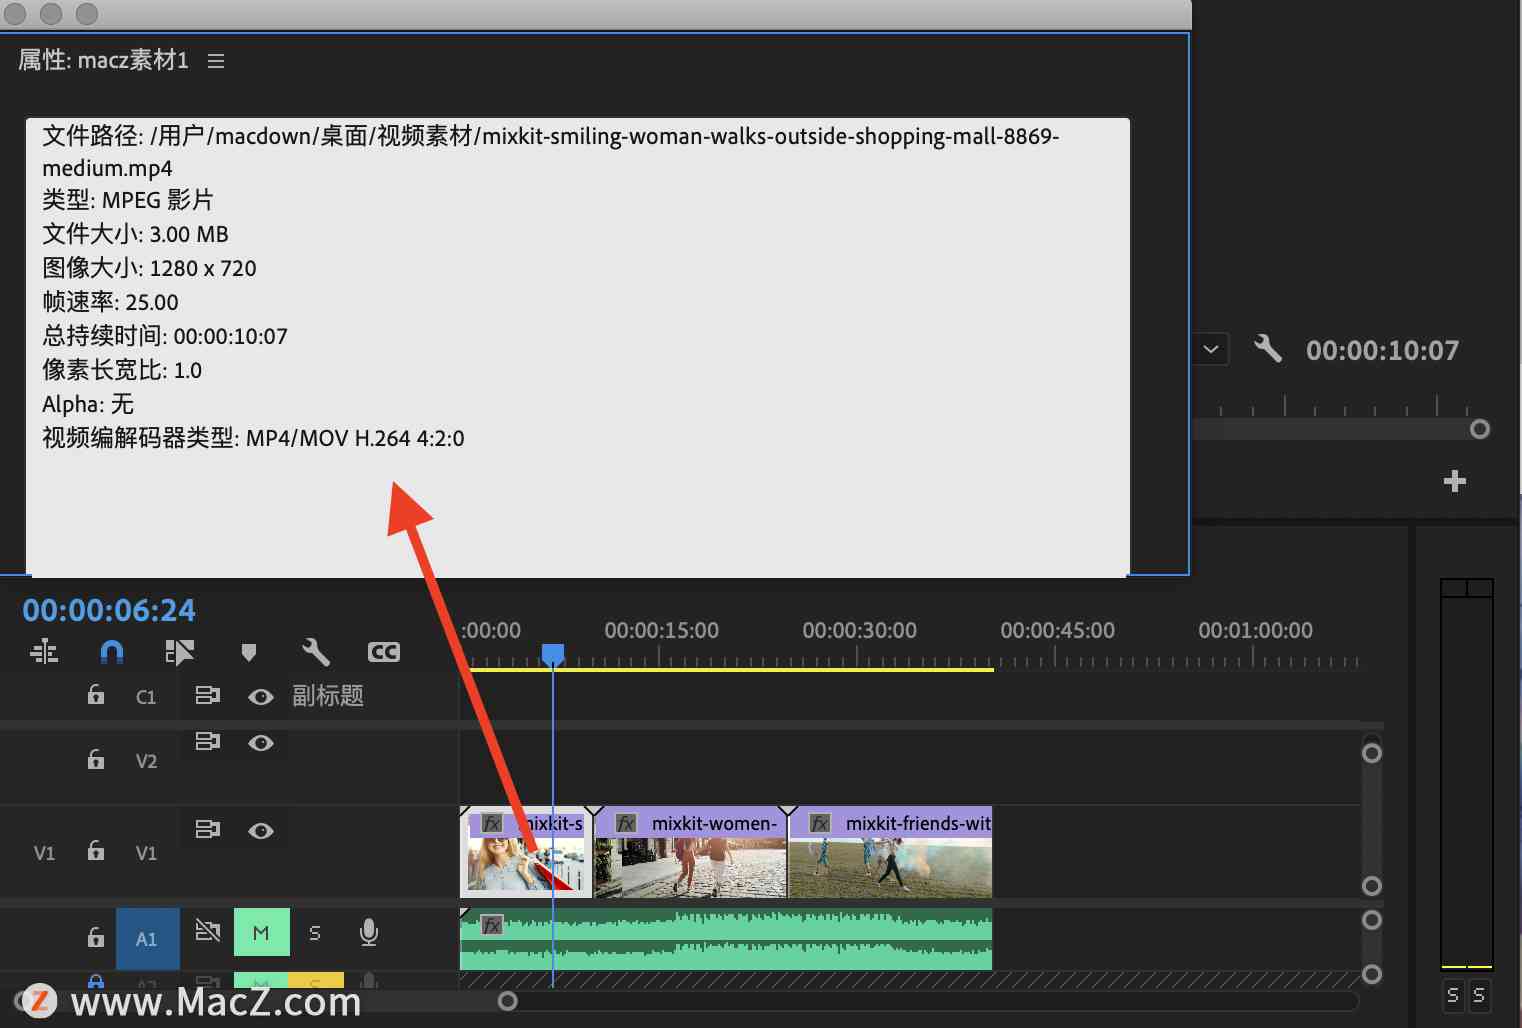 属性: macz素材1
文件路径: /用户/macdown/桌面/视频素材/mixkit-smiling-woman-walks-outside-shopping-mall-8869-
medium.mp4
类型: MPEG 影片
文件大小: 3.00 MB
图像大小: 1280 x 720
帧速率: 25.00
总持续时间: 00:00:10:07
像素长宽比: 1.0
Alpha: 无
视频编解码器类型: MP4/MOV H.264 4:2:0
00:00:10:07
00:00:06:24
:00:00 00:00:15:00 00:00:30:00 00:00:45:00 00:01:00:00
CC
C1 副标题
V2
fx mixkit-s fx mixkit-women- fx mixkit-friends-wit
V1 V1
fx
A1 M S
A2 M S
S S
Z www.MacZ.com